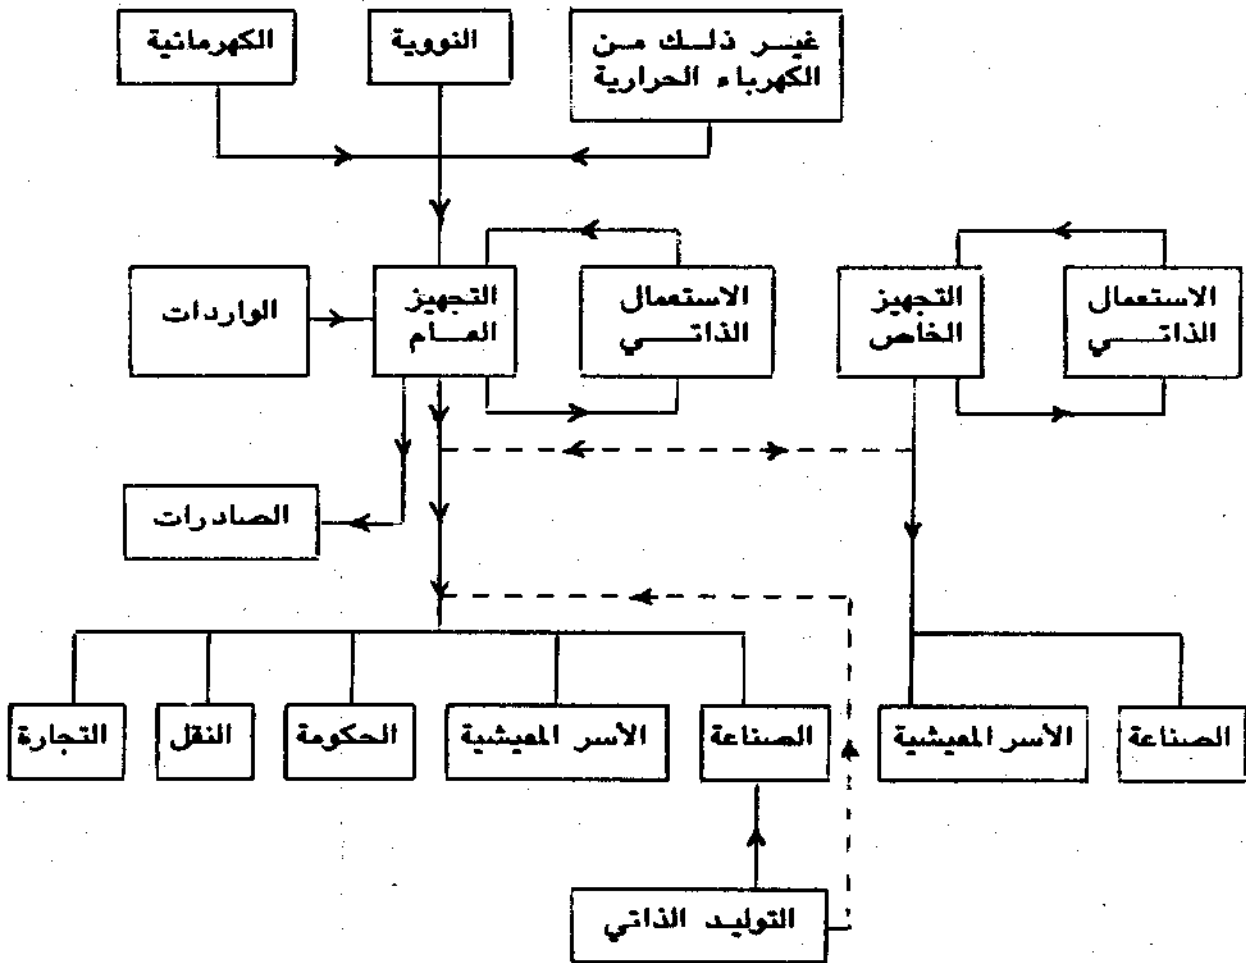 الكهرمائية
النووية
غير ذلك من
الكهرباء الحرارية
الواردات
التجهيز
العام
الاستعمال
الذاتي
التجهيز
الخاص
الاستعمال
الذاتي
الصادرات
التجارة
النقل
الحكومة
الأسر المعيشية
الصناعة
الأسر المعيشية
الصناعة
التوليد الذاتي